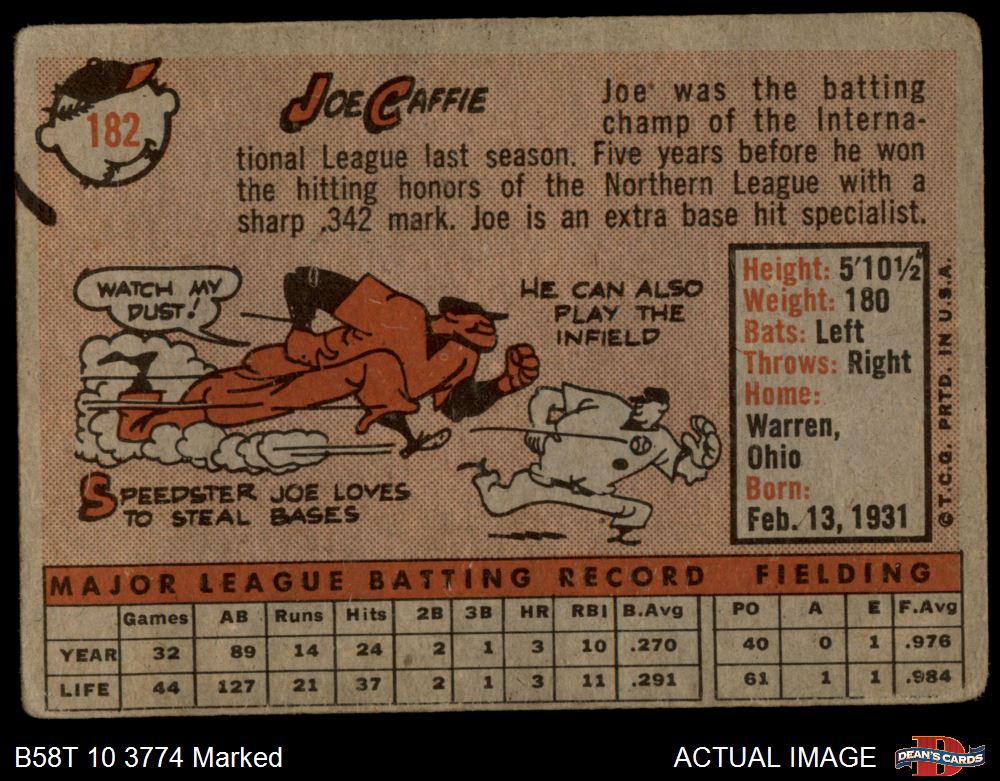 182
JOE CAFFIE
Joe was the batting
champ of the Interna-
tional League last season. Five years before he won
the hitting honors of the Northern League with a
sharp .342 mark. Joe is an extra base hit specialist.
WATCH MY
DUST!
HE CAN ALSO
PLAY THE
INFIELD
SPEEDSTER JOE LOVES
TO STEAL BASES
Height: 5'10½"
Weight: 180
Bats: Left
Throws: Right
Home:
Warren,
Ohio
Born:
Feb. 13, 1931
© T.C.G. PRTD. IN U.S.A.
MAJOR LEAGUE BATTING RECORD FIELDING
Games AB Runs Hits 2B 3B HR RBI B.Avg PO A E F.Avg
YEAR 32 89 14 24 2 1 3 10 .270 40 0 1 .976
LIFE 44 127 21 37 2 1 3 11 .291 61 1 1 .984
B58T 10 3774 Marked
ACTUAL IMAGE
D
DEAN'S CARDS